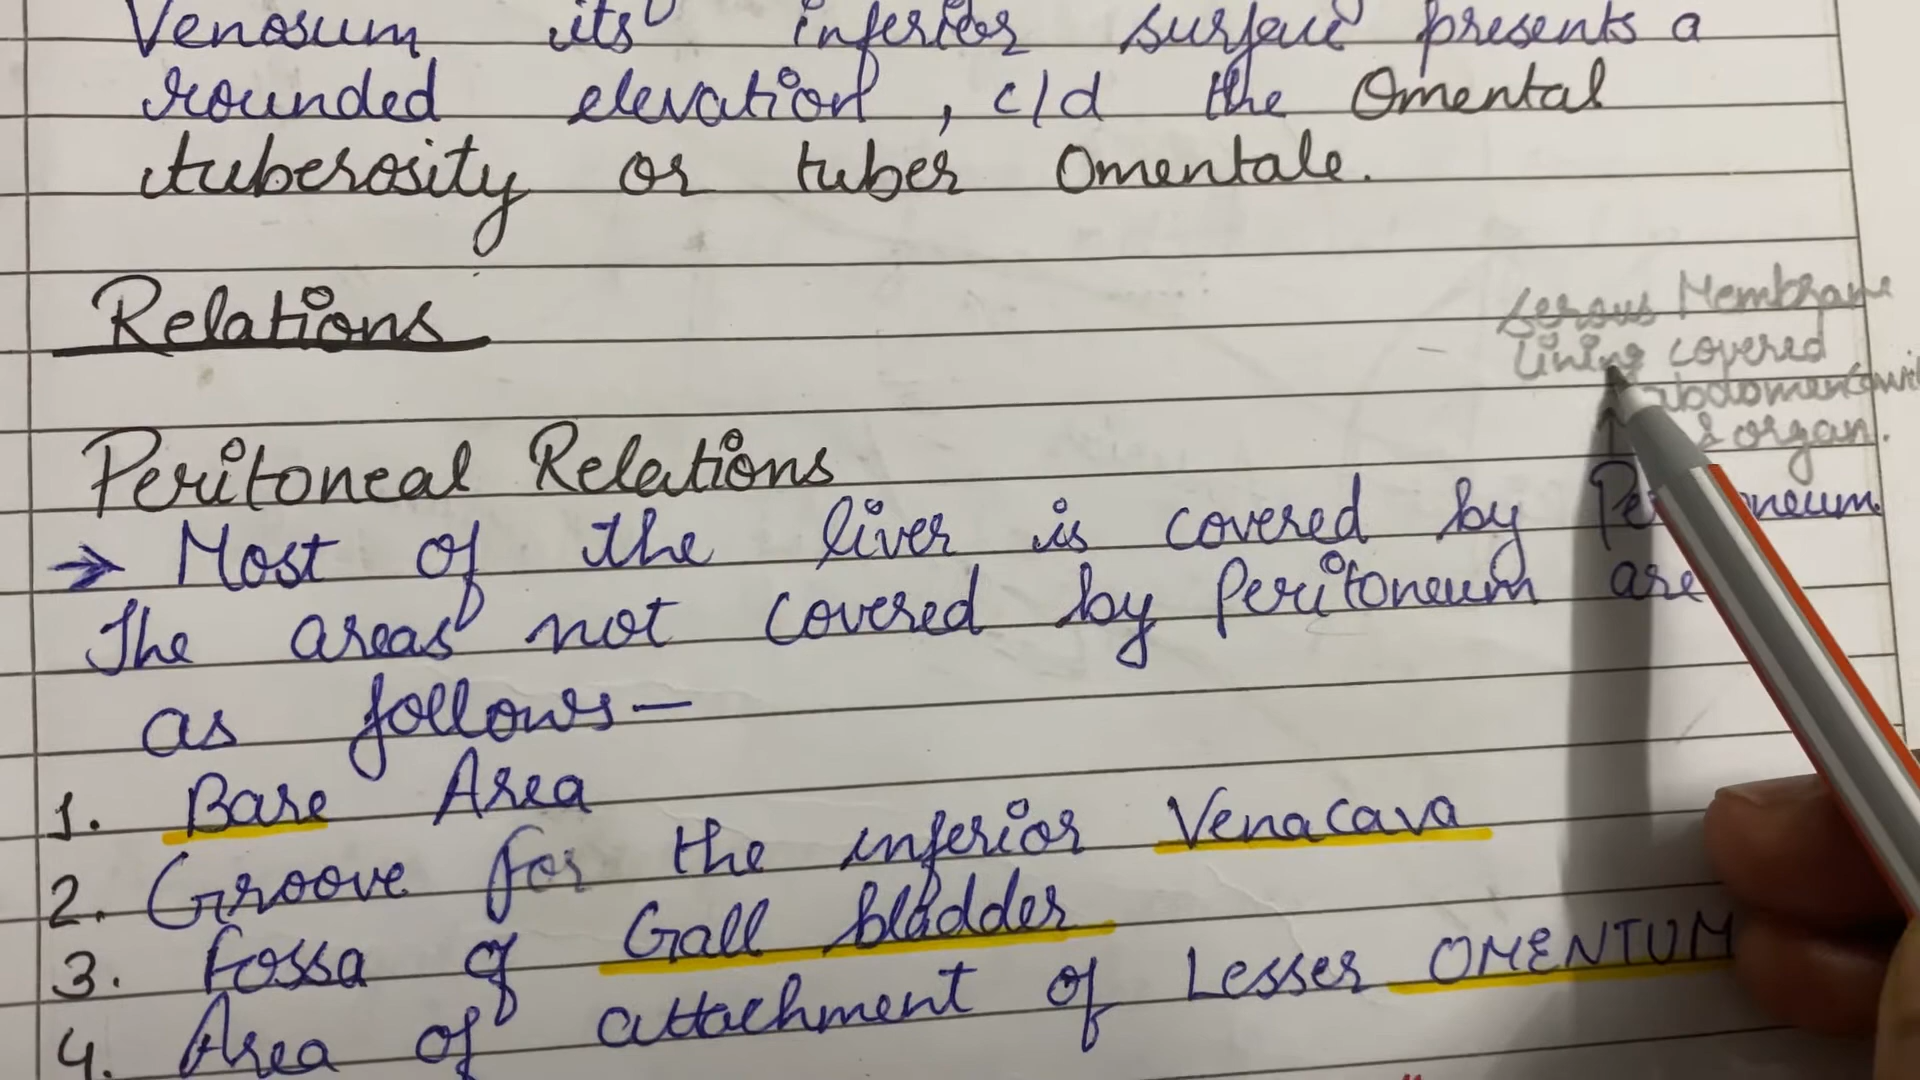 Venosum its inferior surface presents a
rounded elevation, c/d the Omental
tuberosity or tuber Omentale.
Relations
Serous Membrane
lining covered
abdomen
& organ.
Peritoneal Relations
→ Most of the liver is covered by Peritoneum
The areas not covered by Peritoneum are
as follows—
1. Bare Area
2. Groove for the inferior Venacava
3. Fossa of Gall bladder
4. Area of attachment of Lesser OMENTUM